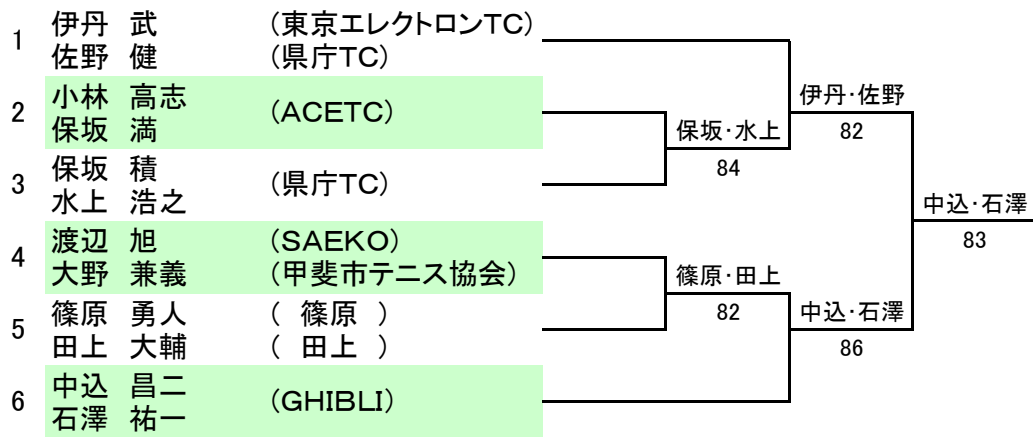 1 伊丹 武 (東京エレクトロンTC)
佐野 健 (県庁TC)
2 小林 高志 (ACETC)
保坂 満
3 保坂 積 (県庁TC)
水上 浩之
4 渡辺 旭 (SAEKO)
大野 兼義 (甲斐市テニス協会)
5 篠原 勇人 ( 篠原 )
田上 大輔 ( 田上 )
6 中込 昌二 (GHIBLI)
石澤 祐一
保坂・水上
84
篠原・田上
82
伊丹・佐野
82
中込・石澤
86
中込・石澤
83